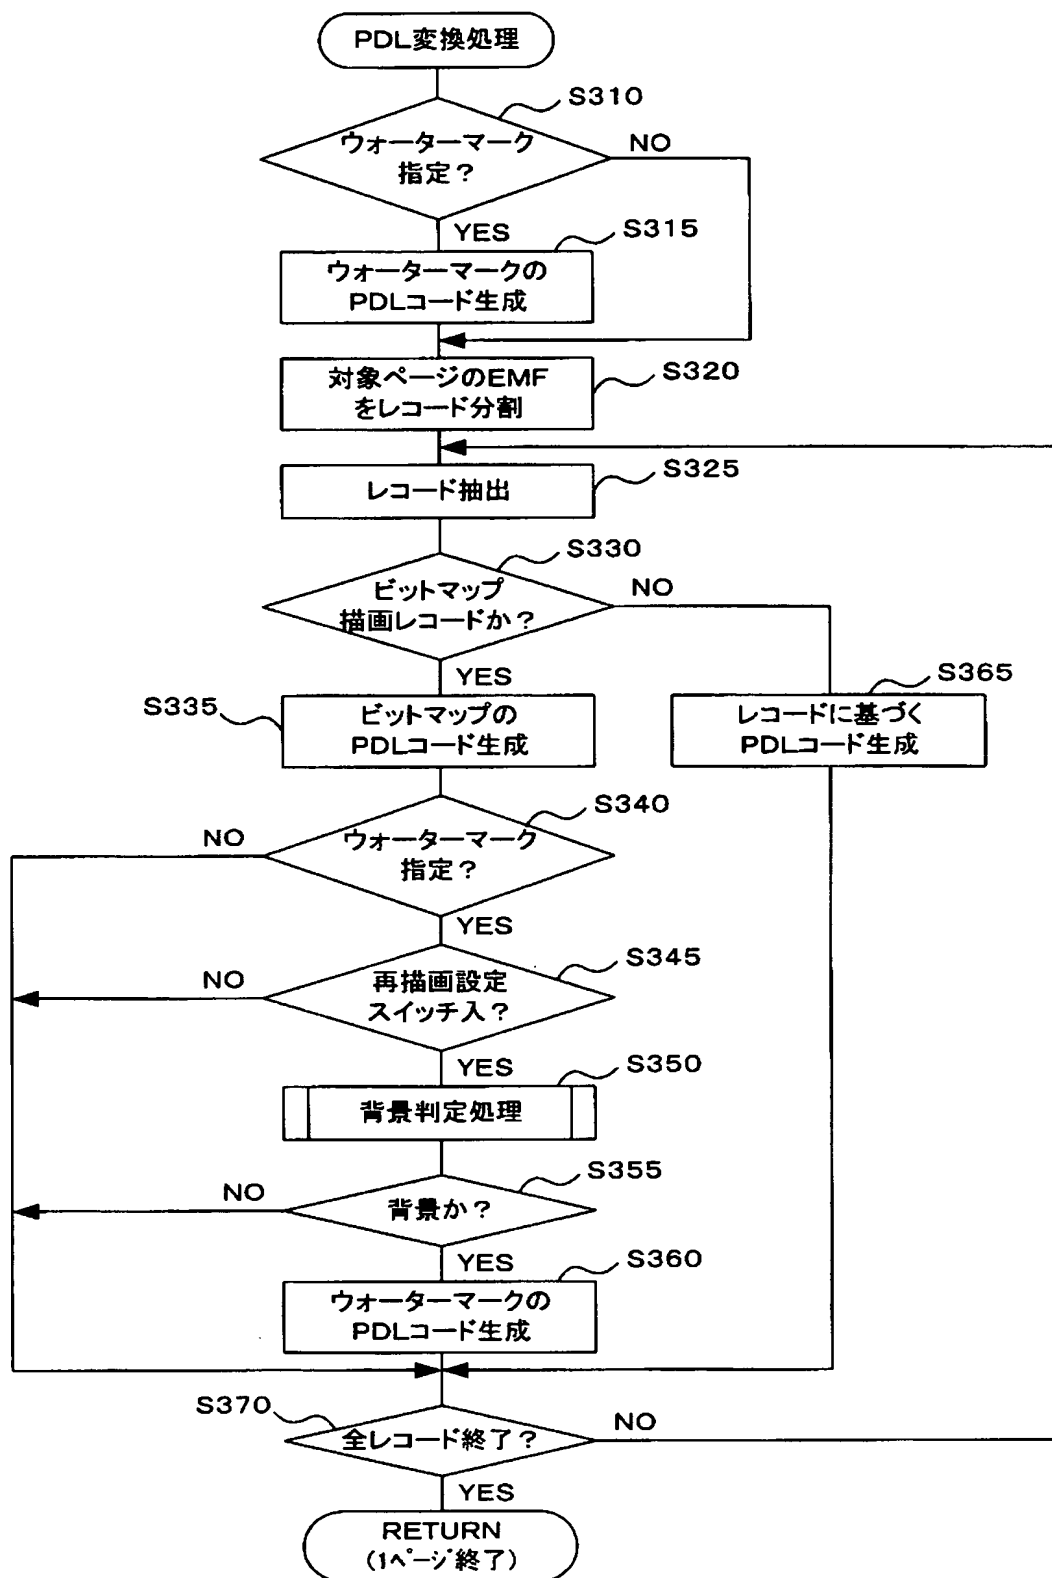 PDL変換処理
S310
ウォーターマーク
指定？
NO
YES
S315
ウォーターマークの
PDLコード生成
対象ページのEMF
をレコード分割
S320
レコード抽出
S325
S330
ビットマップ
描画レコードか？
NO
YES
S335
ビットマップの
PDLコード生成
S365
レコードに基づく
PDLコード生成
S340
ウォーターマーク
指定？
NO
YES
S345
再描画設定
スイッチ入？
NO
YES
S350
背景判定処理
S355
背景か？
NO
YES
S360
ウォーターマークの
PDLコード生成
S370
全レコード終了？
NO
YES
RETURN
(1ページ終了)